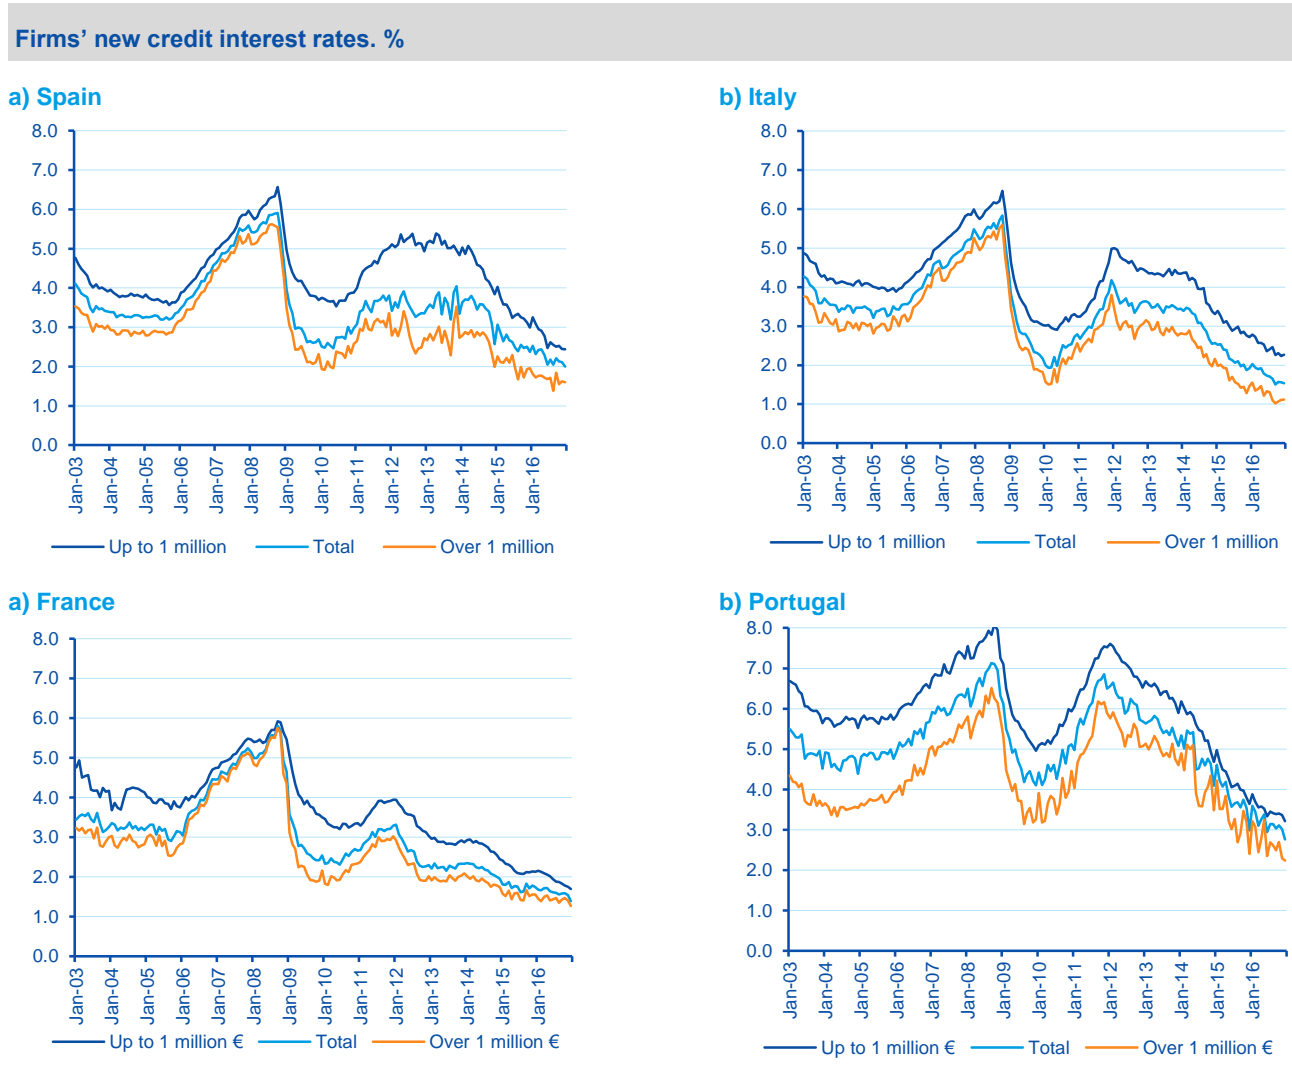 Firms’ new credit interest rates. %
a) Spain
8.0
7.0
6.0
5.0
4.0
3.0
2.0
1.0
0.0
Jan-03
Jan-04
Jan-05
Jan-06
Jan-07
Jan-08
Jan-09
Jan-10
Jan-11
Jan-12
Jan-13
Jan-14
Jan-15
Jan-16
Up to 1 million Total Over 1 million
b) Italy
8.0
7.0
6.0
5.0
4.0
3.0
2.0
1.0
0.0
Jan-03
Jan-04
Jan-05
Jan-06
Jan-07
Jan-08
Jan-09
Jan-10
Jan-11
Jan-12
Jan-13
Jan-14
Jan-15
Jan-16
Up to 1 million Total Over 1 million
a) France
8.0
7.0
6.0
5.0
4.0
3.0
2.0
1.0
0.0
Jan-03
Jan-04
Jan-05
Jan-06
Jan-07
Jan-08
Jan-09
Jan-10
Jan-11
Jan-12
Jan-13
Jan-14
Jan-15
Jan-16
Up to 1 million € Total Over 1 million €
b) Portugal
8.0
7.0
6.0
5.0
4.0
3.0
2.0
1.0
0.0
Jan-03
Jan-04
Jan-05
Jan-06
Jan-07
Jan-08
Jan-09
Jan-10
Jan-11
Jan-12
Jan-13
Jan-14
Jan-15
Jan-16
Up to 1 million € Total Over 1 million €